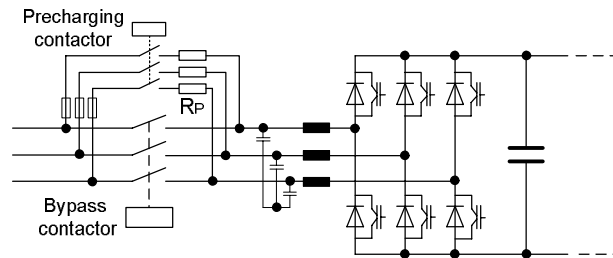 Precharging
contactor
RP
Bypass
contactor